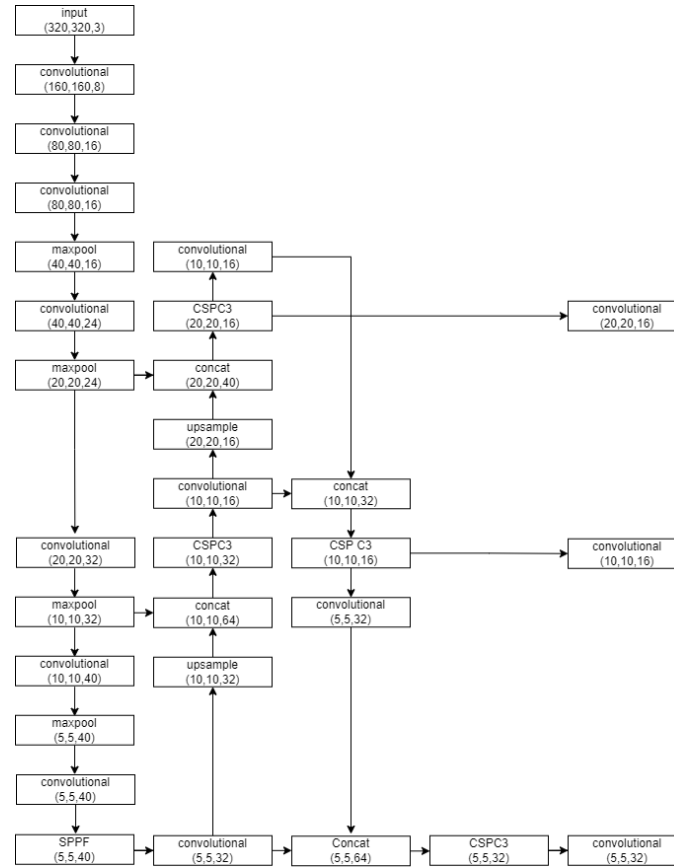 input
(320,320,3)
convolutional
(160,160,8)
convolutional
(80,80,16)
convolutional
(80,80,16)
maxpool
(40,40,16)
convolutional
(10,10,16)
convolutional
(40,40,24)
CSPC3
(20,20,16)
convolutional
(20,20,16)
maxpool
(20,20,24)
concat
(20,20,40)
upsample
(20,20,16)
convolutional
(10,10,16)
concat
(10,10,32)
convolutional
(20,20,32)
CSPC3
(10,10,32)
CSP C3
(10,10,16)
convolutional
(10,10,16)
maxpool
(10,10,32)
concat
(10,10,64)
convolutional
(5,5,32)
convolutional
(10,10,40)
upsample
(10,10,32)
maxpool
(5,5,40)
convolutional
(5,5,40)
SPPF
(5,5,40)
convolutional
(5,5,32)
Concat
(5,5,64)
CSPC3
(5,5,32)
convolutional
(5,5,32)